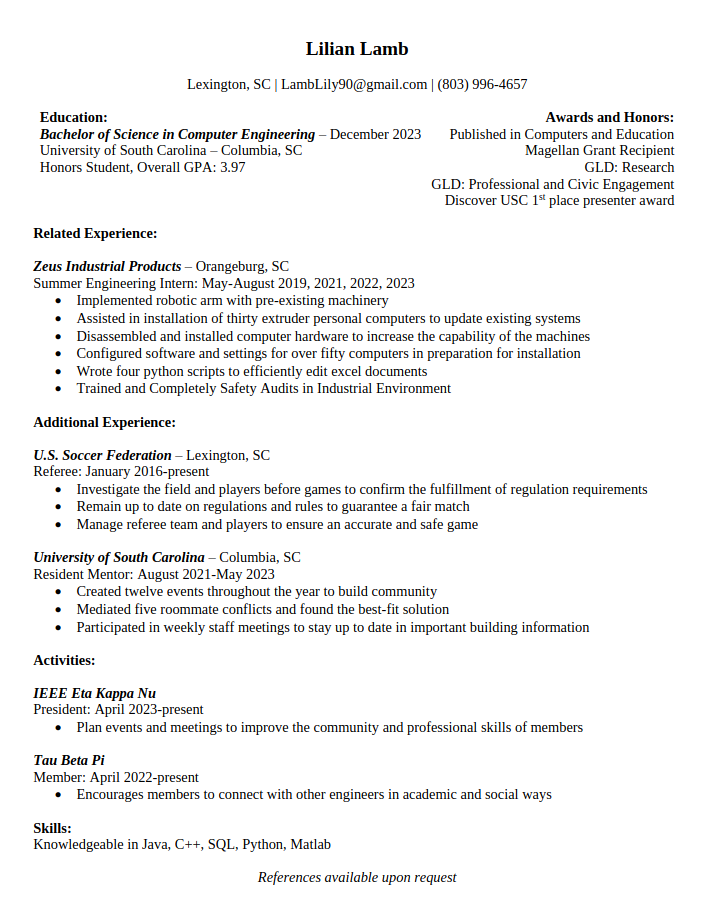 Lilian Lamb
Lexington, SC | LambLily90@gmail.com | (803) 996-4657
Education:
Bachelor of Science in Computer Engineering – December 2023
University of South Carolina – Columbia, SC
Honors Student, Overall GPA: 3.97
Awards and Honors:
Published in Computers and Education
Magellan Grant Recipient
GLD: Research
GLD: Professional and Civic Engagement
Discover USC 1st place presenter award
Related Experience:
Zeus Industrial Products – Orangeburg, SC
Summer Engineering Intern: May-August 2019, 2021, 2022, 2023
• Implemented robotic arm with pre-existing machinery
• Assisted in installation of thirty extruder personal computers to update existing systems
• Disassembled and installed computer hardware to increase the capability of the machines
• Configured software and settings for over fifty computers in preparation for installation
• Wrote four python scripts to efficiently edit excel documents
• Trained and Completely Safety Audits in Industrial Environment
Additional Experience:
U.S. Soccer Federation – Lexington, SC
Referee: January 2016-present
• Investigate the field and players before games to confirm the fulfillment of regulation requirements
• Remain up to date on regulations and rules to guarantee a fair match
• Manage referee team and players to ensure an accurate and safe game
University of South Carolina – Columbia, SC
Resident Mentor: August 2021-May 2023
• Created twelve events throughout the year to build community
• Mediated five roommate conflicts and found the best-fit solution
• Participated in weekly staff meetings to stay up to date in important building information
Activities:
IEEE Eta Kappa Nu
President: April 2023-present
• Plan events and meetings to improve the community and professional skills of members
Tau Beta Pi
Member: April 2022-present
• Encourages members to connect with other engineers in academic and social ways
Skills:
Knowledgeable in Java, C++, SQL, Python, Matlab
References available upon request